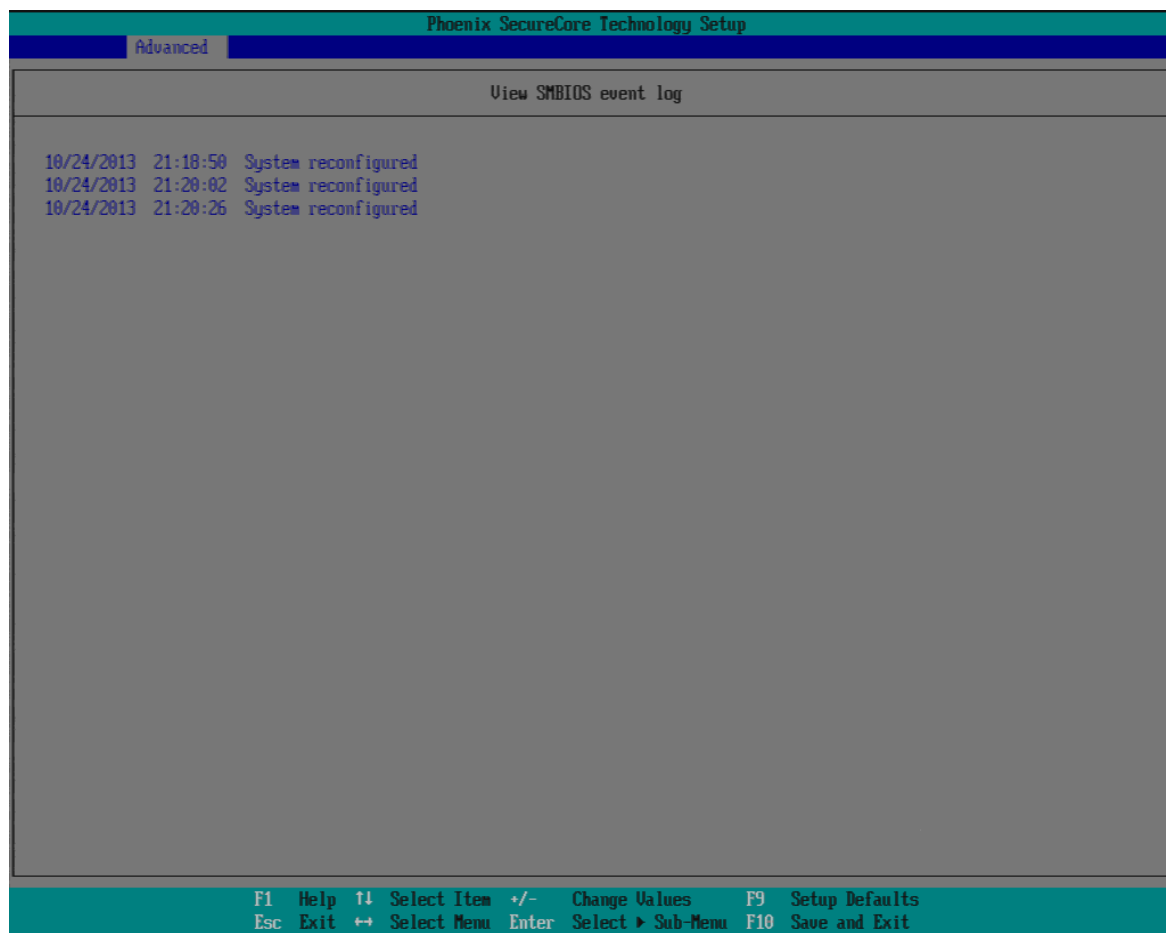 Phoenix SecureCore Technology Setup
Advanced
View SMBIOS event log
10/24/2013 21:18:50 System reconfigured
10/24/2013 21:20:02 System reconfigured
10/24/2013 21:20:26 System reconfigured
F1 Help ↑↓ Select Item +/- Change Values F9 Setup Defaults
Esc Exit ↔ Select Menu Enter Select ▶ Sub-Menu F10 Save and Exit